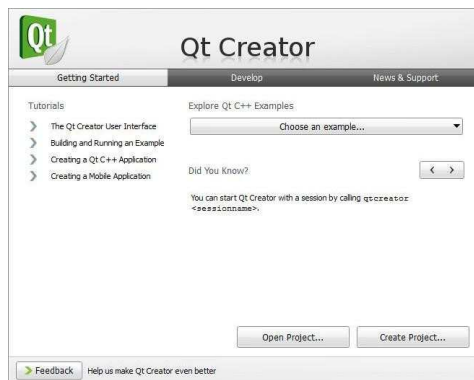 Qt
Qt Creator
Getting Started
Develop
News & Support
Tutorials
The Qt Creator User Interface
Building and Running an Example
Creating a Qt C++ Application
Creating a Mobile Application
Explore Qt C++ Examples
Choose an example...
Did You Know?
You can start Qt Creator with a session by calling qtcreator
<sessionname>.
Open Project...
Create Project...
Feedback
Help us make Qt Creator even better